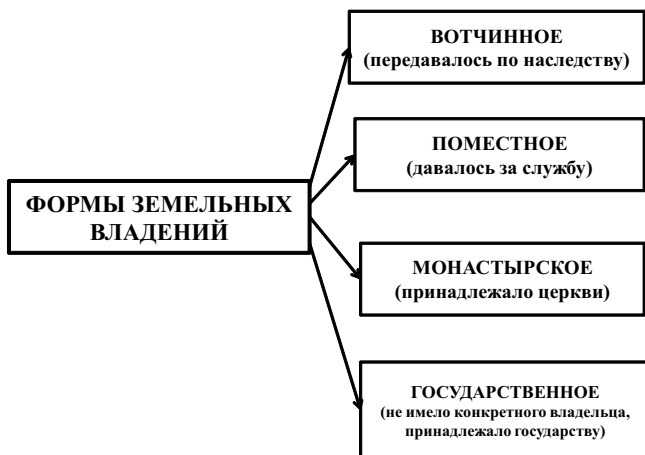 ВОТЧИННОЕ
(передавалось по наследству)
ПОМЕСТНОЕ
(давалось за службу)
ФОРМЫ ЗЕМЕЛЬНЫХ
ВЛАДЕНИЙ
МОНАСТЫРСКОЕ
(принадлежало церкви)
ГОСУДАРСТВЕННОЕ
(не имело конкретного владельца,
принадлежало государству)